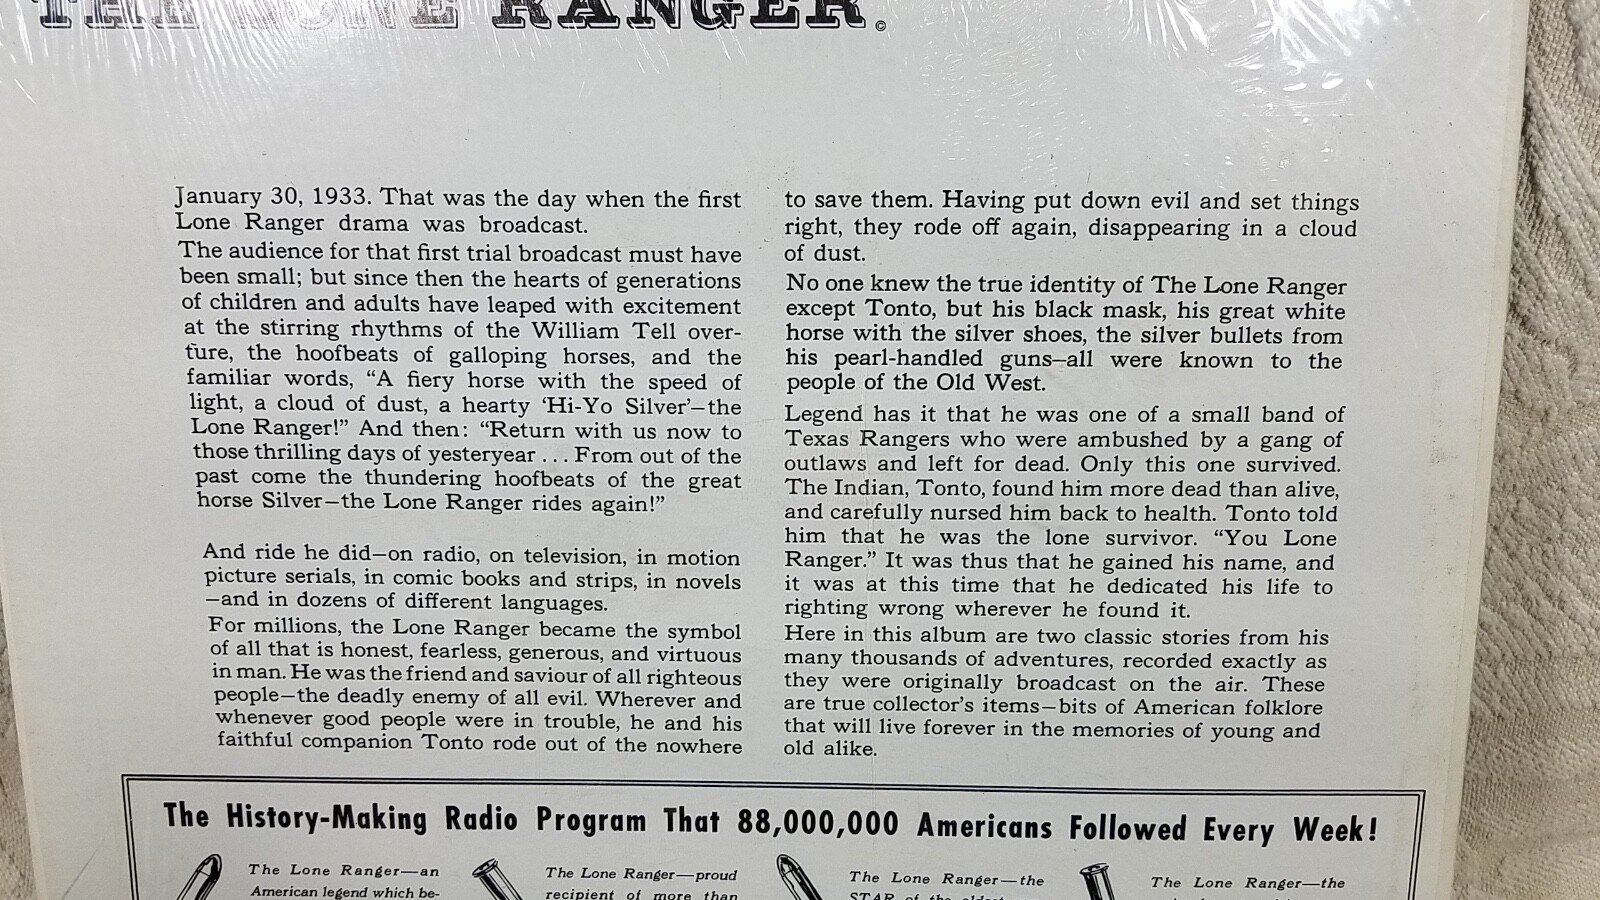 THE LONE RANGER. ©
January 30, 1933. That was the day when the first
Lone Ranger drama was broadcast.
The audience for that first trial broadcast must have
been small; but since then the hearts of generations
of children and adults have leaped with excitement
at the stirring rhythms of the William Tell over-
ture, the hoofbeats of galloping horses, and the
familiar words, “A fiery horse with the speed of
light, a cloud of dust, a hearty ‘Hi-Yo Silver’—the
Lone Ranger!” And then: “Return with us now to
those thrilling days of yesteryear . . . From out of the
past come the thundering hoofbeats of the great
horse Silver—the Lone Ranger rides again!”
And ride he did—on radio, on television, in motion
picture serials, in comic books and strips, in novels
—and in dozens of different languages.
For millions, the Lone Ranger became the symbol
of all that is honest, fearless, generous, and virtuous
in man. He was the friend and saviour of all righteous
people—the deadly enemy of all evil. Wherever and
whenever good people were in trouble, he and his
faithful companion Tonto rode out of the nowhere
to save them. Having put down evil and set things
right, they rode off again, disappearing in a cloud
of dust.
No one knew the true identity of The Lone Ranger
except Tonto, but his black mask, his great white
horse with the silver shoes, the silver bullets from
his pearl-handled guns—all were known to the
people of the Old West.
Legend has it that he was one of a small band of
Texas Rangers who were ambushed by a gang of
outlaws and left for dead. Only this one survived.
The Indian, Tonto, found him more dead than alive,
and carefully nursed him back to health. Tonto told
him that he was the lone survivor. “You Lone
Ranger.” It was thus that he gained his name, and
it was at this time that he dedicated his life to
righting wrong wherever he found it.
Here in this album are two classic stories from his
many thousands of adventures, recorded exactly as
they were originally broadcast on the air. These
are true collector’s items—bits of American folklore
that will live forever in the memories of young and
old alike.
The History-Making Radio Program That 88,000,000 Americans Followed Every Week!
The Lone Ranger—an
American legend which be-
The Lone Ranger—proud
recipient of more than
The Lone Ranger—the
STAR of the oldest
The Lone Ranger—the